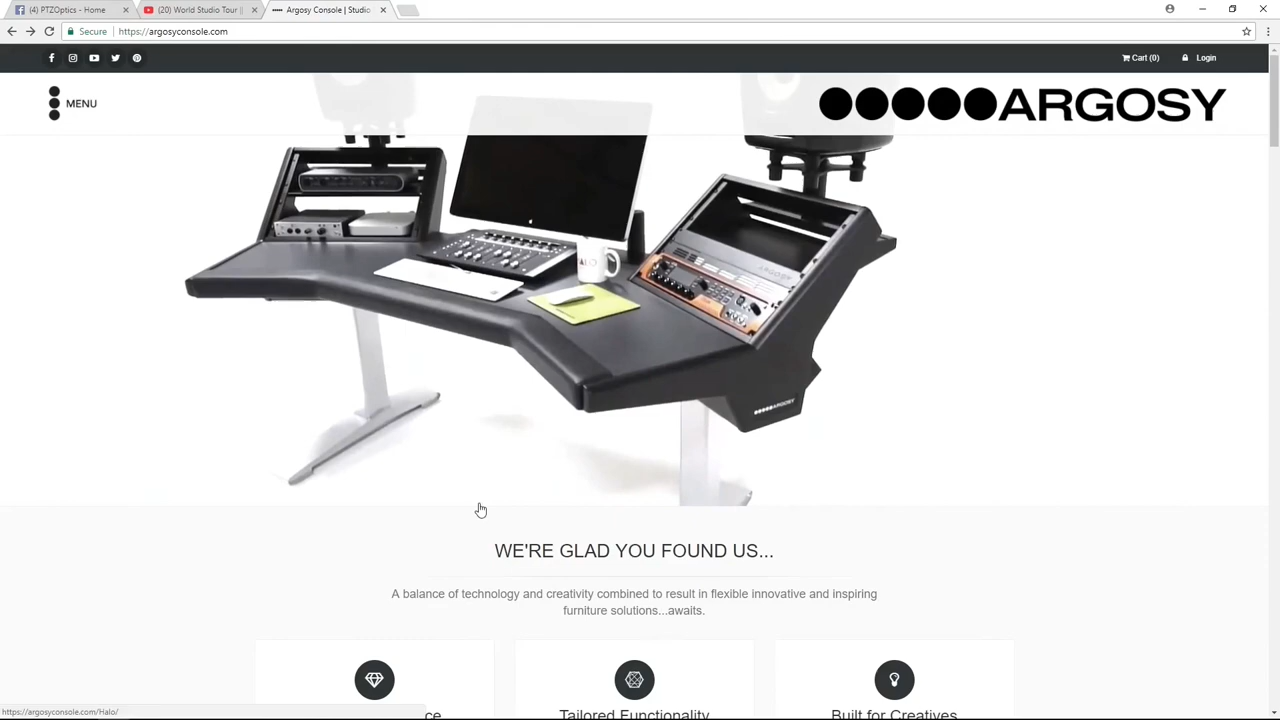 (4) PTZOptics - Home
(20) World Studio Tour ||
Argosy Console | Studio
Secure
https://argosyconsole.com
Cart (0)
Login
MENU
ARGOSY
ARGOSY
ARGOSY
WE'RE GLAD YOU FOUND US...
A balance of technology and creativity combined to result in flexible innovative and inspiring
furniture solutions...awaits.
Tailored Functionality
Built for Creatives
https://argosyconsole.com/Halo/